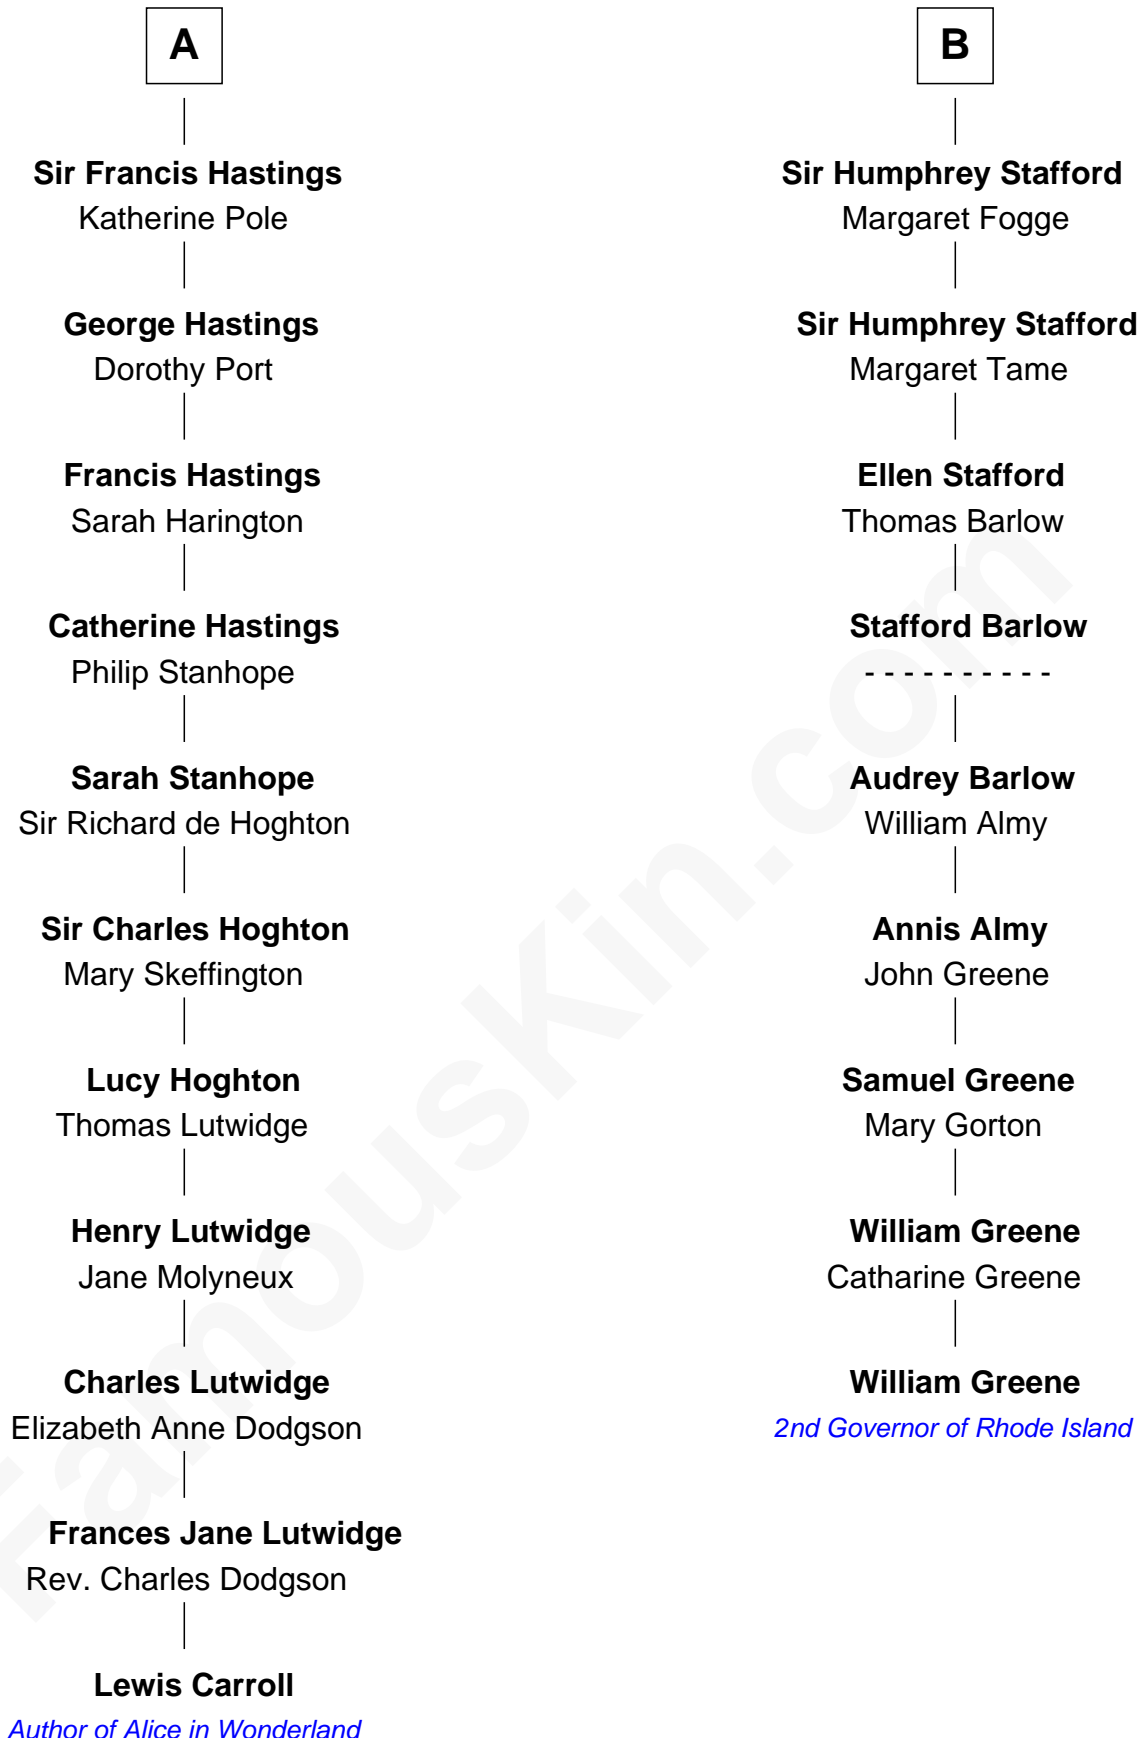 A
Sir Francis Hastings
Katherine Pole
George Hastings
Dorothy Port
Francis Hastings
Sarah Harington
Catherine Hastings
Philip Stanhope
Sarah Stanhope
Sir Richard de Hoghton
Sir Charles Hoghton
Mary Skeffington
Lucy Hoghton
Thomas Lutwidge
Henry Lutwidge
Jane Molyneux
Charles Lutwidge
Elizabeth Anne Dodgson
Frances Jane Lutwidge
Rev. Charles Dodgson
Lewis Carroll
Author of Alice in Wonderland
B
Sir Humphrey Stafford
Margaret Fogge
Sir Humphrey Stafford
Margaret Tame
Ellen Stafford
Thomas Barlow
Stafford Barlow
- - - - - - - - - -
Audrey Barlow
William Almy
Annis Almy
John Greene
Samuel Greene
Mary Gorton
William Greene
Catharine Greene
William Greene
2nd Governor of Rhode Island
FamousKin.com